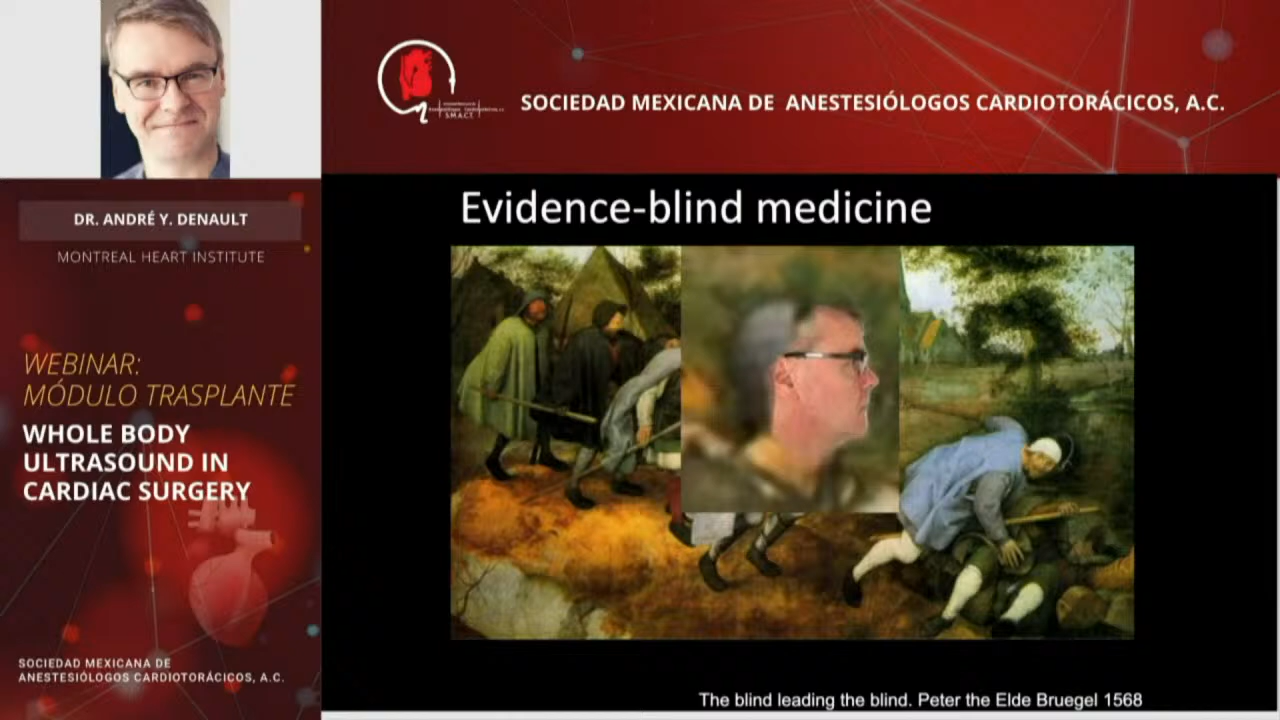 SOCIEDAD MEXICANA DE ANESTESIÓLOGOS CARDIOTORÁCICOS, A.C.
S.M.A.C.T.
DR. ANDRÉ Y. DENAULT
MONTREAL HEART INSTITUTE
WEBINAR:
MÓDULO TRASPLANTE
WHOLE BODY
ULTRASOUND IN
CARDIAC SURGERY
SOCIEDAD MEXICANA DE
ANESTESIÓLOGOS CARDIOTORÁCICOS, A.C.
Evidence-blind medicine
The blind leading the blind. Peter the Elde Bruegel 1568